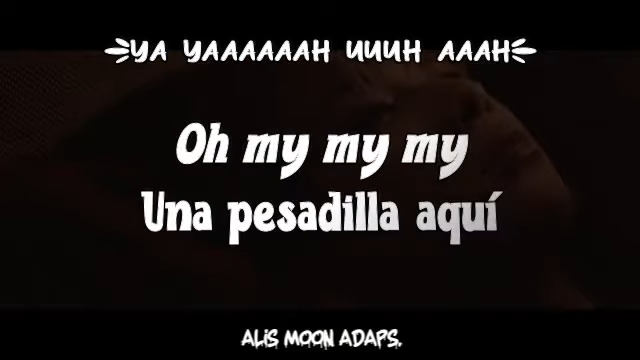 YA YAAAAAAH UUUH AAAH
Oh my my my
Una pesadilla aquí
ALIS MOON ADAPS.